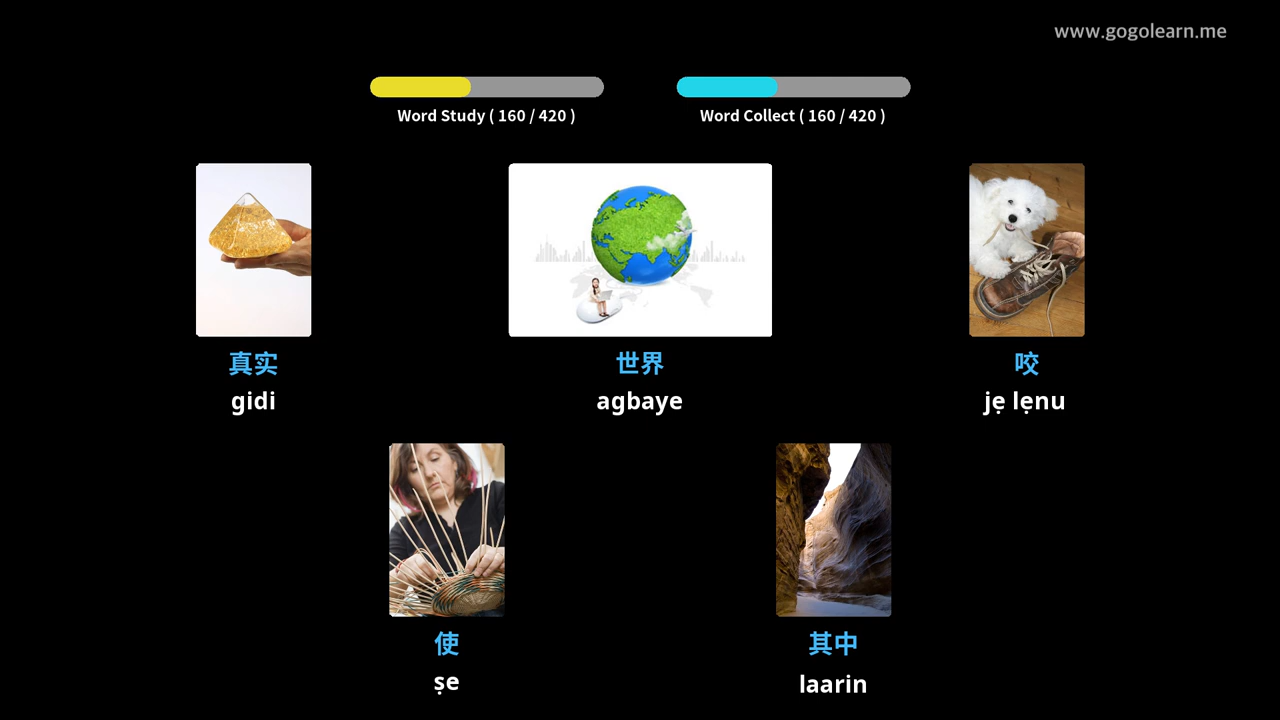 www.gogolearn.me
Word Study ( 160 / 420 )
Word Collect ( 160 / 420 )
真实
gidi
世界
agbaye
咬
jẹ lẹnu
使
ṣe
其中
laarin